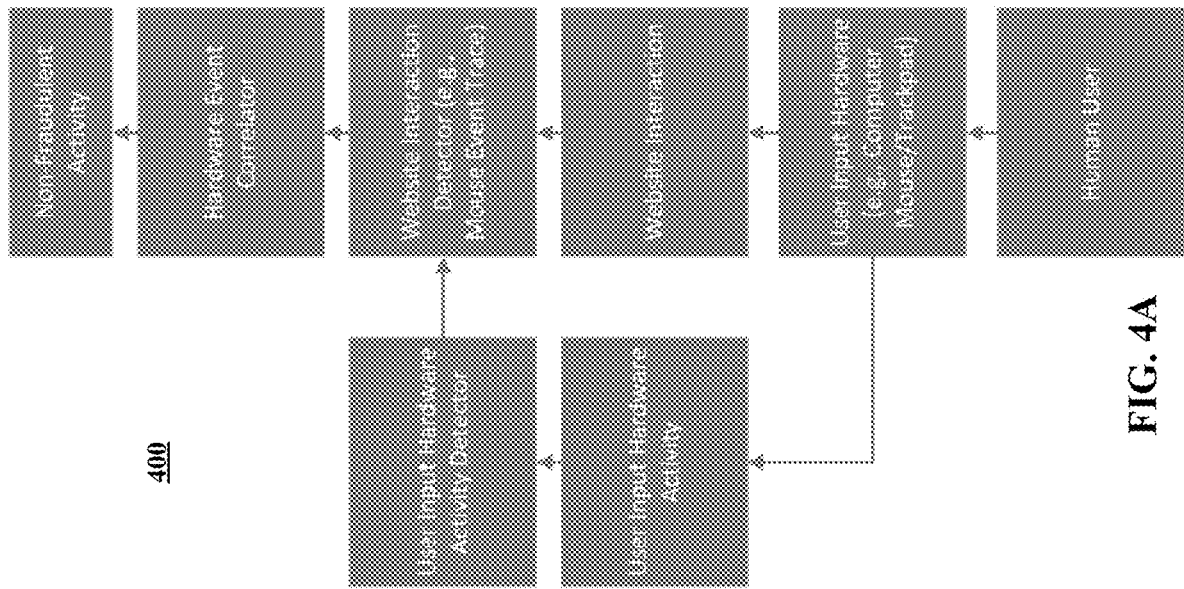 Non-fraudulent
Activity
400
Hardware Event
Correlator
User Input Hardware
Activity Detector
Website Interaction
Detector (e.g.,
Mouse Event Trace)
User Input Hardware
Activity
Website Interaction
User Input Hardware
(e.g., Computer
Mouse/Trackpad)
Human User
FIG. 4A